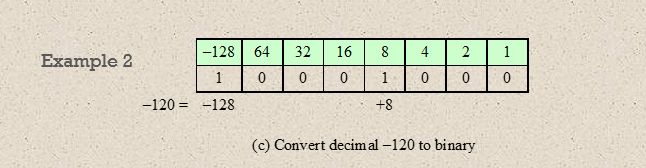 Example 2
−128 64 32 16 8 4 2 1
1 0 0 0 1 0 0 0
−120 = −128 +8
(c) Convert decimal −120 to binary